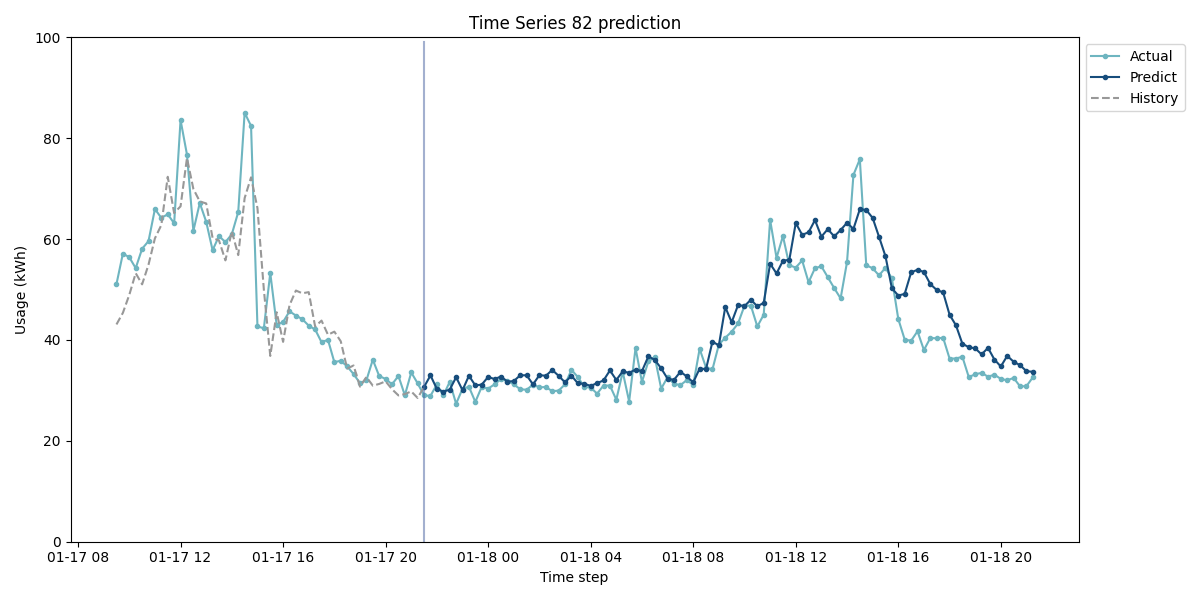 Time Series 82 prediction
100
80
60
40
20
0
Usage (kWh)
01-17 08
01-17 12
01-17 16
01-17 20
01-18 00
01-18 04
01-18 08
01-18 12
01-18 16
01-18 20
Time step
Actual
Predict
History